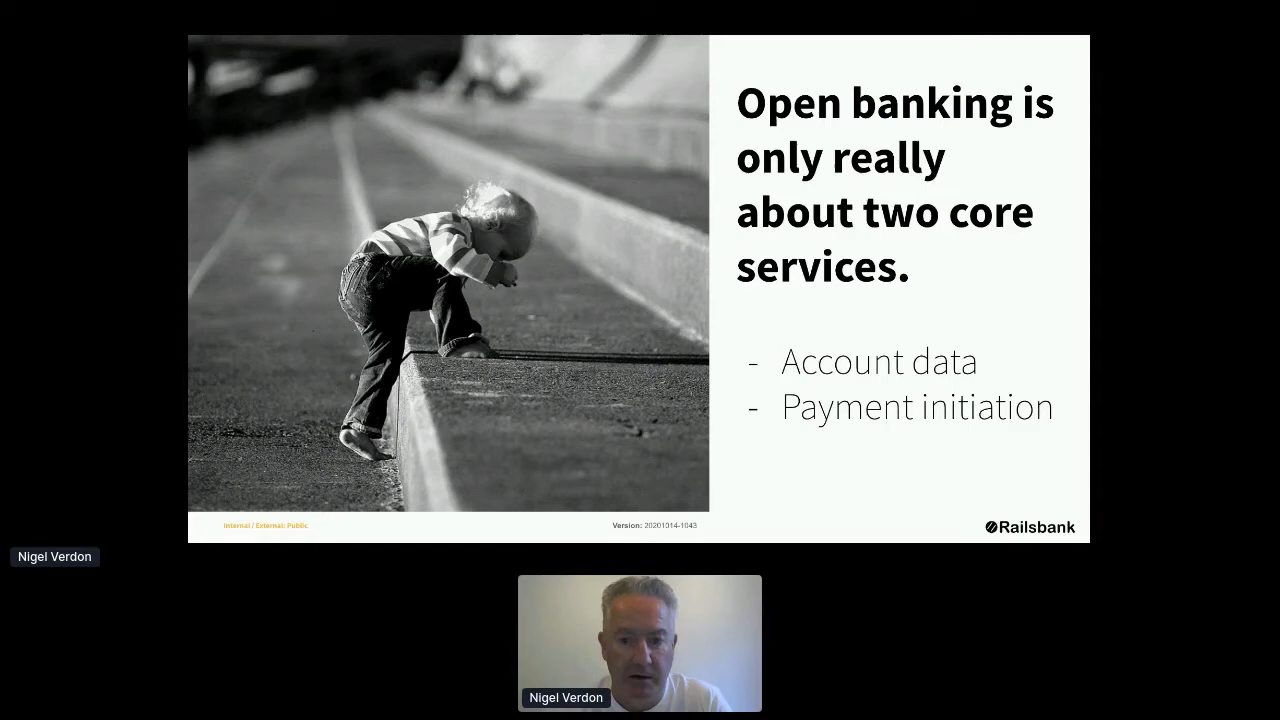 Open banking is
only really
about two core
services.
- Account data
- Payment initiation
Internal / External: Public
Version: 20201014-1043
Railsbank
Nigel Verdon
Nigel Verdon